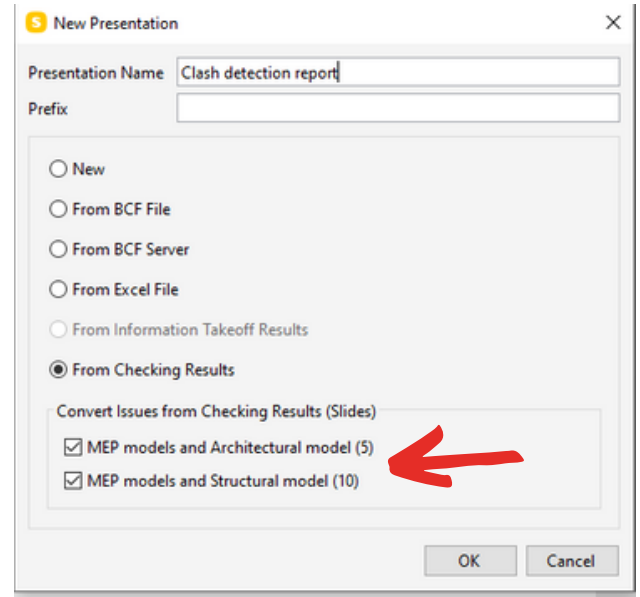 S New Presentation
Presentation Name Clash detection report
Prefix
New
From BCF File
From BCF Server
From Excel File
From Information Takeoff Results
From Checking Results
Convert Issues from Checking Results (Slides)
MEP models and Architectural model (5)
MEP models and Structural model (10)
OK Cancel